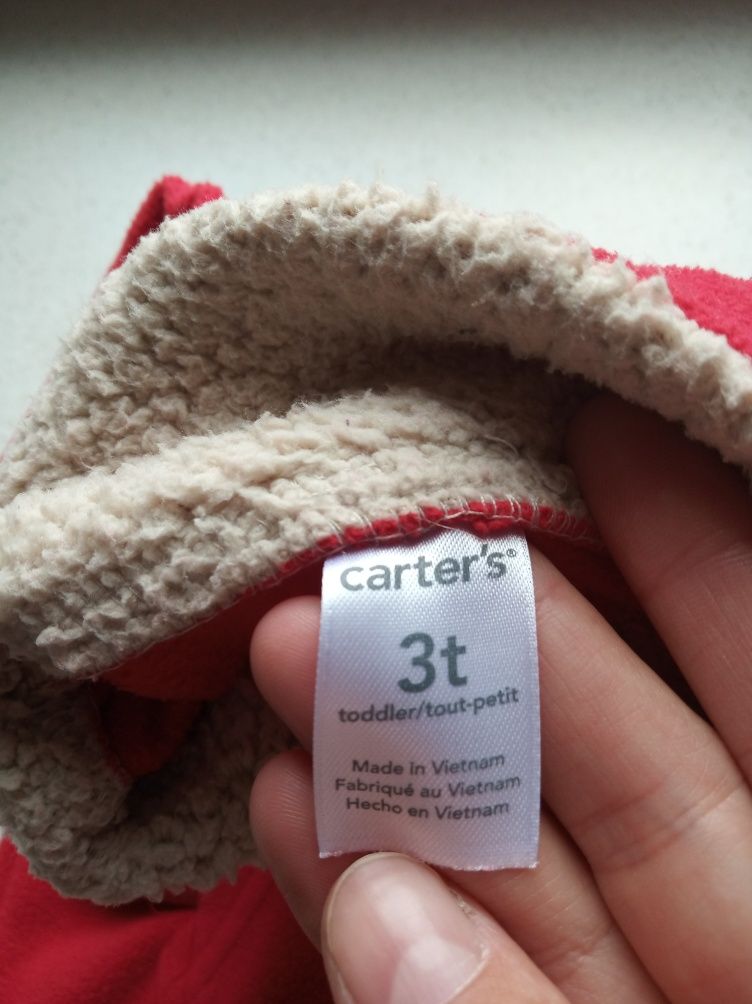 carter's®
3t
toddler/tout-petit
Made in Vietnam
Fabriqué au Vietnam
Hecho en Vietnam